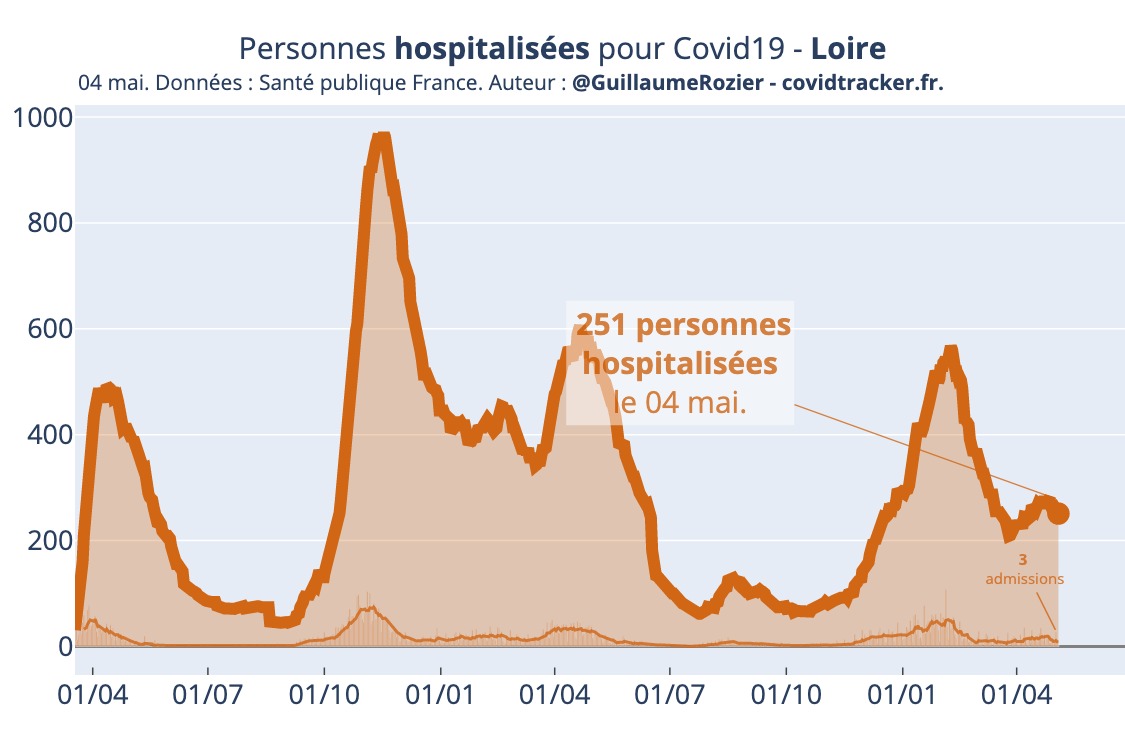 Personnes hospitalisées pour Covid19 - Loire
04 mai. Données : Santé publique France. Auteur : @GuillaumeRozier - covidtracker.fr.
1000
800
600
400
200
0
251 personnes
hospitalisées
le 04 mai.
3
admissions
01/04
01/07
01/10
01/01
01/04
01/07
01/10
01/01
01/04